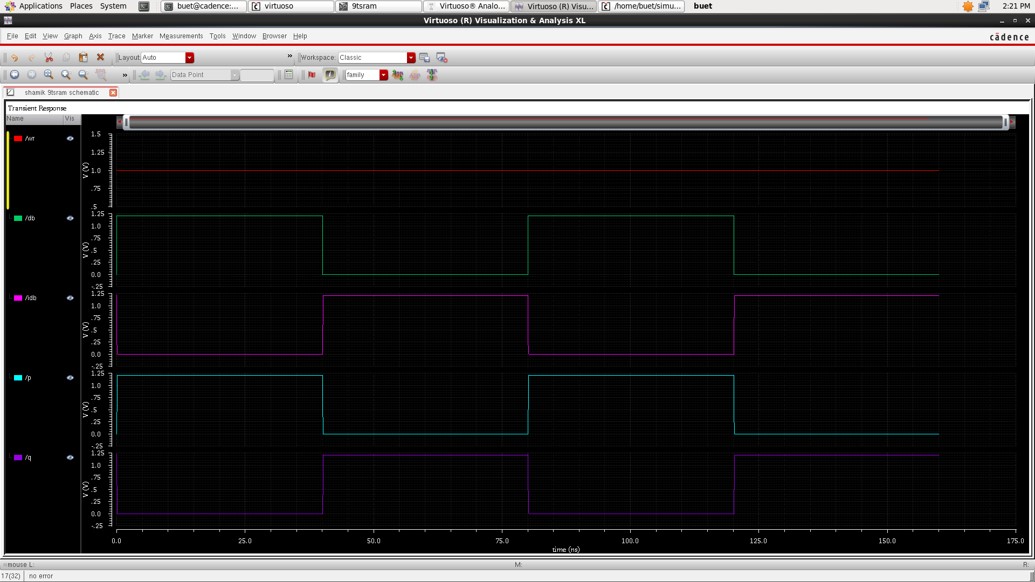 Applications Places System buet@cadence:... virtuoso 9tsram Virtuoso® Analo... Virtuoso (R) Visu... /home/buet/simu... buet 2:21 PM
Virtuoso (R) Visualization & Analysis XL
File Edit View Graph Axis Trace Marker Measurements Tools Window Browser Help cādence
Layout Auto » Workspace: Classic
» Data Point family
shamik 9tsram schematic
Transient Response
Name Vis
/wr
V (V)
1.5
1.25
1.0
.75
.5
/db
V (V)
1.25
1.0
.75
.5
.25
0.0
-.25
/idb
V (V)
1.25
1.0
.75
.5
.25
0.0
-.25
/p
V (V)
1.25
1.0
.75
.5
.25
0.0
-.25
/q
V (V)
1.25
1.0
.75
.5
.25
0.0
-.25
0.0 25.0 50.0 75.0 100.0 125.0 150.0 175.0
time (ns)
mouse L: M: R:
17(32) no error